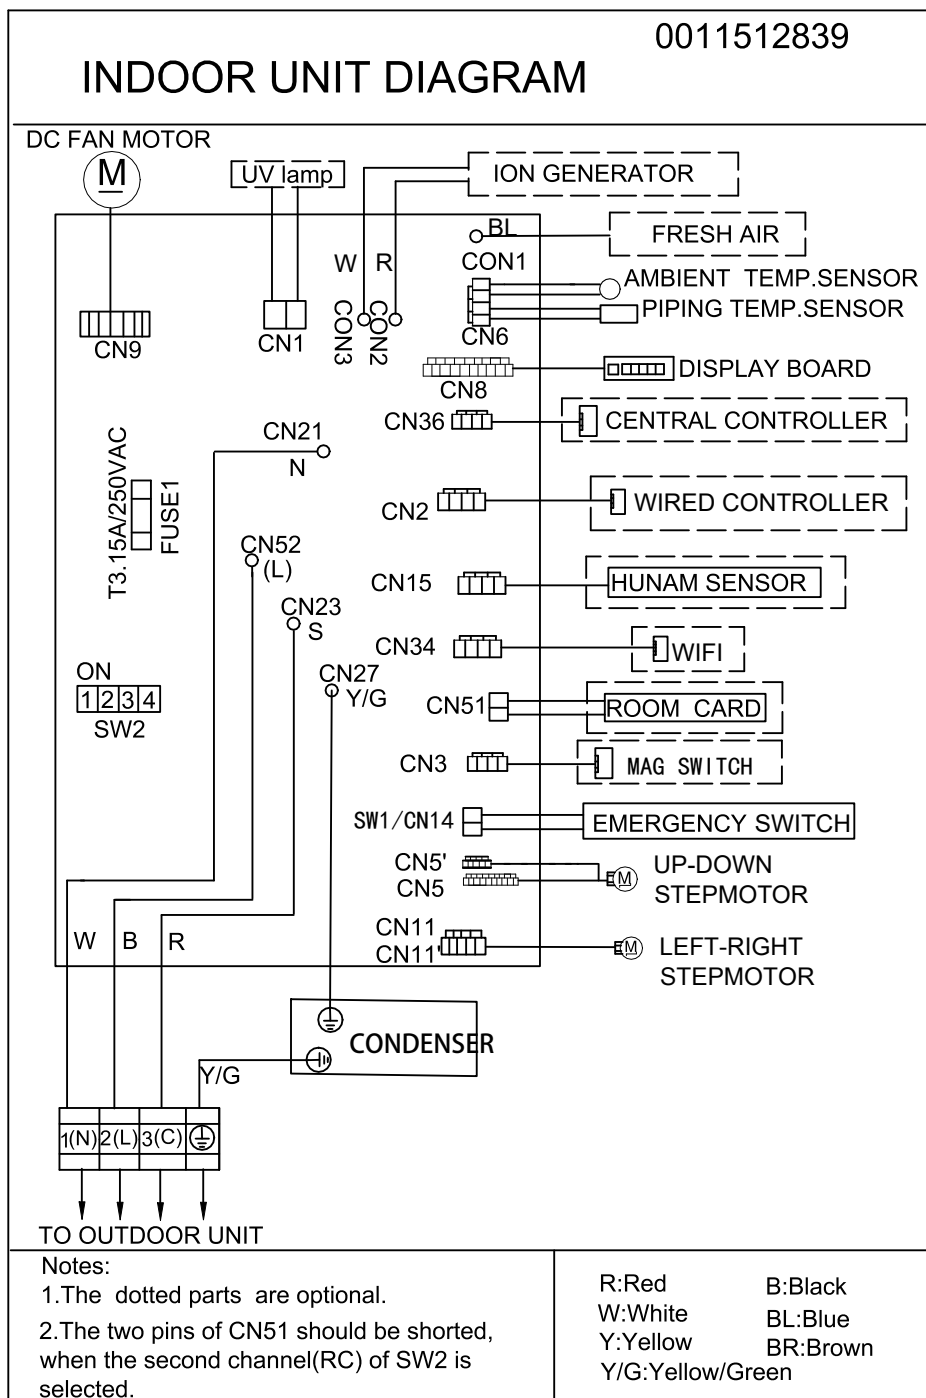 0011512839
INDOOR UNIT DIAGRAM
DC FAN MOTOR
M
UV lamp
ION GENERATOR
BL
FRESH AIR
W R
CON1
AMBIENT TEMP.SENSOR
PIPING TEMP.SENSOR
CN9
CN1
CON3
CON2
CN6
DISPLAY BOARD
CN8
CN36
CENTRAL CONTROLLER
CN21
N
T3.15A/250VAC
FUSE1
CN2
WIRED CONTROLLER
CN52
(L)
CN15
HUNAM SENSOR
CN23
S
CN34
WIFI
ON
1 2 3 4
SW2
CN27
Y/G
CN51
ROOM CARD
CN3
MAG SWITCH
SW1/CN14
EMERGENCY SWITCH
CN5'
CN5
M
UP-DOWN
STEPMOTOR
W B R
CN11
CN11'
M
LEFT-RIGHT
STEPMOTOR
CONDENSER
Y/G
1(N) 2(L) 3(C)
TO OUTDOOR UNIT
Notes:
1.The dotted parts are optional.
2.The two pins of CN51 should be shorted,
when the second channel(RC) of SW2 is
selected.
R:Red B:Black
W:White BL:Blue
Y:Yellow BR:Brown
Y/G:Yellow/Green